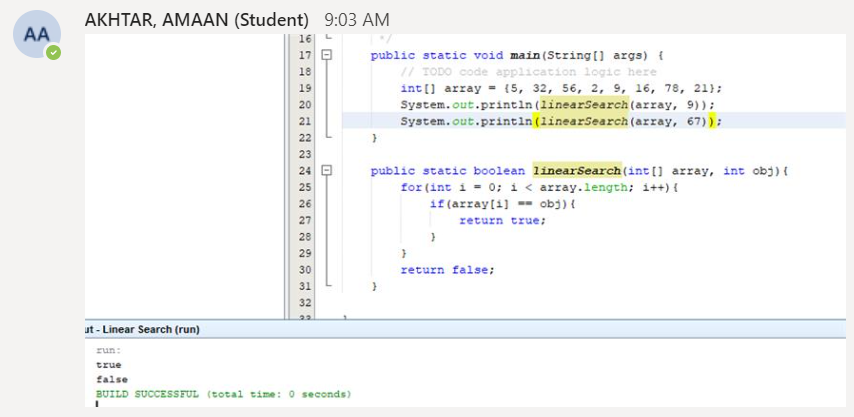 AA
AKHTAR, AMAAN (Student) 9:03 AM
16 */
17 public static void main(String[] args) {
18 // TODO code application logic here
19 int[] array = {5, 32, 56, 2, 9, 16, 78, 21};
20 System.out.println(linearSearch(array, 9));
21 System.out.println(linearSearch(array, 67));
22 }
23
24 public static boolean linearSearch(int[] array, int obj){
25 for(int i = 0; i < array.length; i++){
26 if(array[i] == obj){
27 return true;
28 }
29 }
30 return false;
31 }
32
ut - Linear Search (run)
run:
true
false
BUILD SUCCESSFUL (total time: 0 seconds)